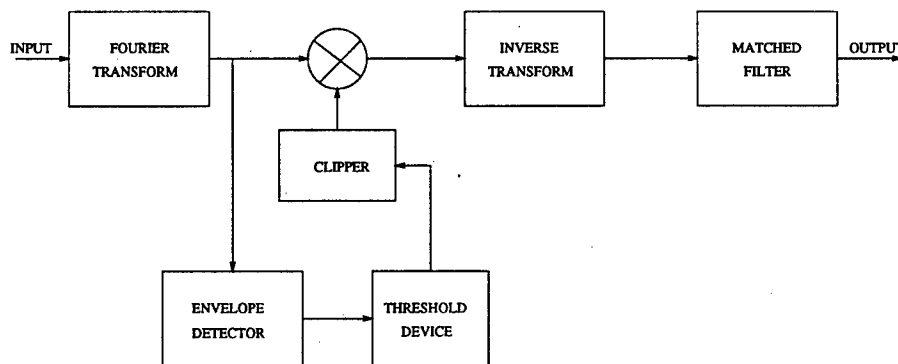 INPUT
FOURIER
TRANSFORM
INVERSE
TRANSFORM
MATCHED
FILTER
OUTPUT
CLIPPER
ENVELOPE
DETECTOR
THRESHOLD
DEVICE